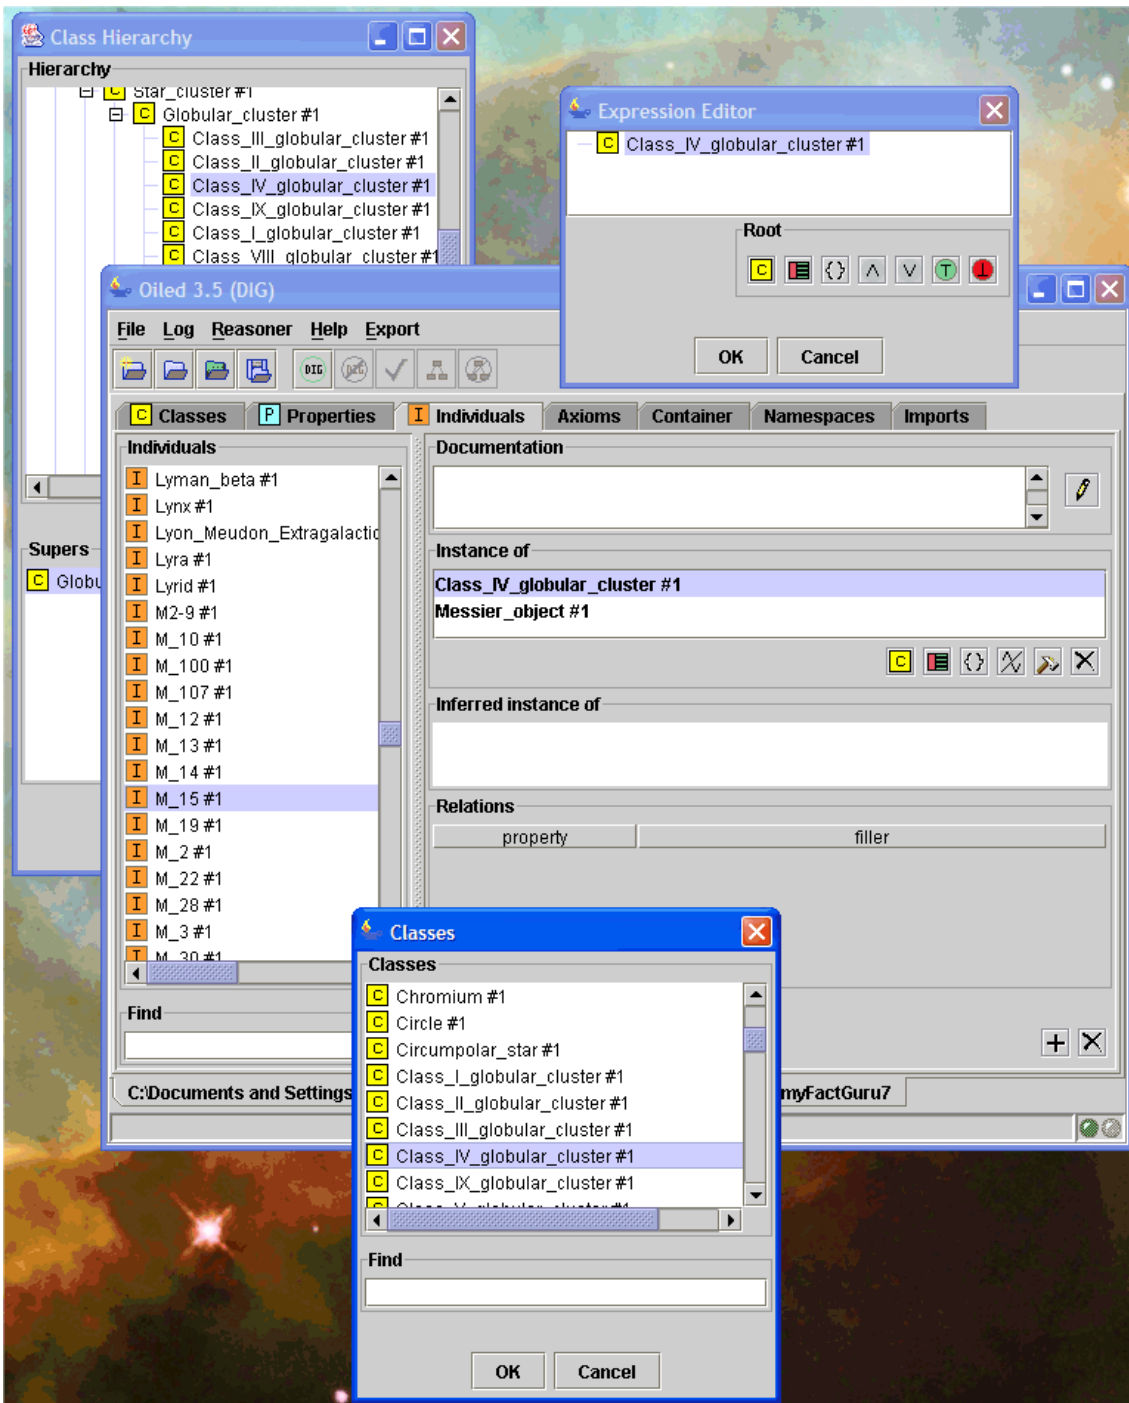 Class Hierarchy
Hierarchy
C Star_cluster #1
C Globular_cluster #1
C Class_III_globular_cluster #1
C Class_II_globular_cluster #1
C Class_IV_globular_cluster #1
C Class_IX_globular_cluster #1
C Class_I_globular_cluster #1
C Class_VIII_globular_cluster #1
Supers
C Globu
Expression Editor
C Class_IV_globular_cluster #1
Root
C {} ∧ ∨ T ⊥
OK Cancel
Oiled 3.5 (DIG)
File Log Reasoner Help Export
DIG DIG
C Classes P Properties I Individuals Axioms Container Namespaces Imports
Individuals
I Lyman_beta #1
I Lynx #1
I Lyon_Meudon_Extragalactic
I Lyra #1
I Lyrid #1
I M2-9 #1
I M_10 #1
I M_100 #1
I M_107 #1
I M_12 #1
I M_13 #1
I M_14 #1
I M_15 #1
I M_19 #1
I M_2 #1
I M_22 #1
I M_28 #1
I M_3 #1
I M_30 #1
Find
Documentation
Instance of
Class_IV_globular_cluster #1
Messier_object #1
C {}
Inferred instance of
Relations
property filler
C:\Documents and Settings
myFactGuru7
Classes
Classes
C Chromium #1
C Circle #1
C Circumpolar_star #1
C Class_I_globular_cluster #1
C Class_II_globular_cluster #1
C Class_III_globular_cluster #1
C Class_IV_globular_cluster #1
C Class_IX_globular_cluster #1
C Class_V_globular_cluster #1
Find
OK Cancel